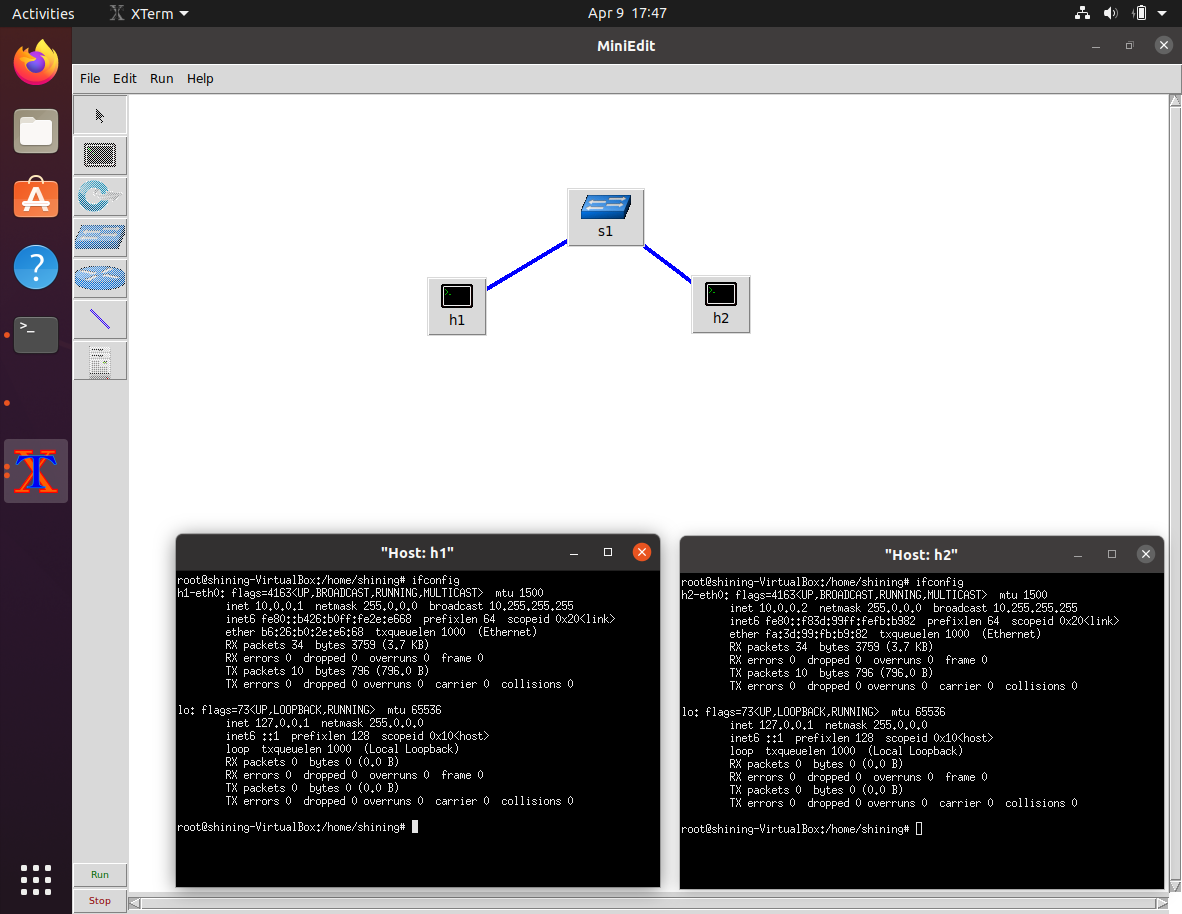 Activities
XTerm
Apr 9 17:47
MiniEdit
File Edit Run Help
s1
h1
h2
"Host: h1"
root@shining-VirtualBox:/home/shining# ifconfig
h1-eth0: flags=4163<UP,BROADCAST,RUNNING,MULTICAST>  mtu 1500
inet 10.0.0.1  netmask 255.0.0.0  broadcast 10.255.255.255
inet6 fe80::b426:b0ff:fe2e:e668  prefixlen 64  scopeid 0x20<link>
ether b6:26:b0:2e:e6:68  txqueuelen 1000  (Ethernet)
RX packets 34  bytes 3759 (3.7 KB)
RX errors 0  dropped 0  overruns 0  frame 0
TX packets 10  bytes 796 (796.0 B)
TX errors 0  dropped 0 overruns 0  carrier 0  collisions 0
lo: flags=73<UP,LOOPBACK,RUNNING>  mtu 65536
inet 127.0.0.1  netmask 255.0.0.0
inet6 ::1  prefixlen 128  scopeid 0x10<host>
loop  txqueuelen 1000  (Local Loopback)
RX packets 0  bytes 0 (0.0 B)
RX errors 0  dropped 0  overruns 0  frame 0
TX packets 0  bytes 0 (0.0 B)
TX errors 0  dropped 0 overruns 0  carrier 0  collisions 0
root@shining-VirtualBox:/home/shining#
"Host: h2"
root@shining-VirtualBox:/home/shining# ifconfig
h2-eth0: flags=4163<UP,BROADCAST,RUNNING,MULTICAST>  mtu 1500
inet 10.0.0.2  netmask 255.0.0.0  broadcast 10.255.255.255
inet6 fe80::f83d:99ff:fefb:b982  prefixlen 64  scopeid 0x20<link>
ether fa:3d:99:fb:b9:82  txqueuelen 1000  (Ethernet)
RX packets 34  bytes 3759 (3.7 KB)
RX errors 0  dropped 0  overruns 0  frame 0
TX packets 10  bytes 796 (796.0 B)
TX errors 0  dropped 0 overruns 0  carrier 0  collisions 0
lo: flags=73<UP,LOOPBACK,RUNNING>  mtu 65536
inet 127.0.0.1  netmask 255.0.0.0
inet6 ::1  prefixlen 128  scopeid 0x10<host>
loop  txqueuelen 1000  (Local Loopback)
RX packets 0  bytes 0 (0.0 B)
RX errors 0  dropped 0  overruns 0  frame 0
TX packets 0  bytes 0 (0.0 B)
TX errors 0  dropped 0 overruns 0  carrier 0  collisions 0
root@shining-VirtualBox:/home/shining#
Run
Stop